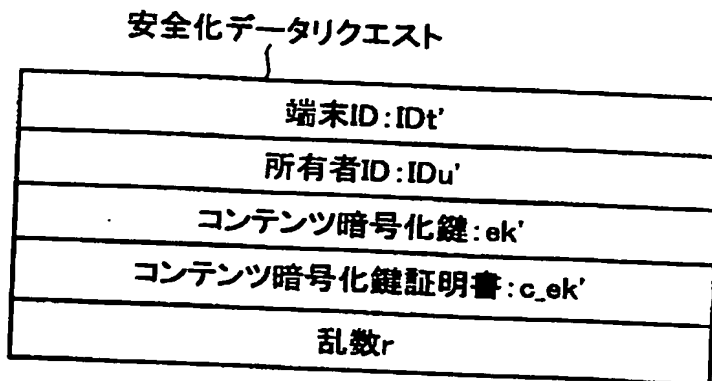 安全化データリクエスト
端末ID:IDt'
所有者ID:IDu'
コンテンツ暗号化鍵:ek'
コンテンツ暗号化鍵証明書:c_ek'
乱数r